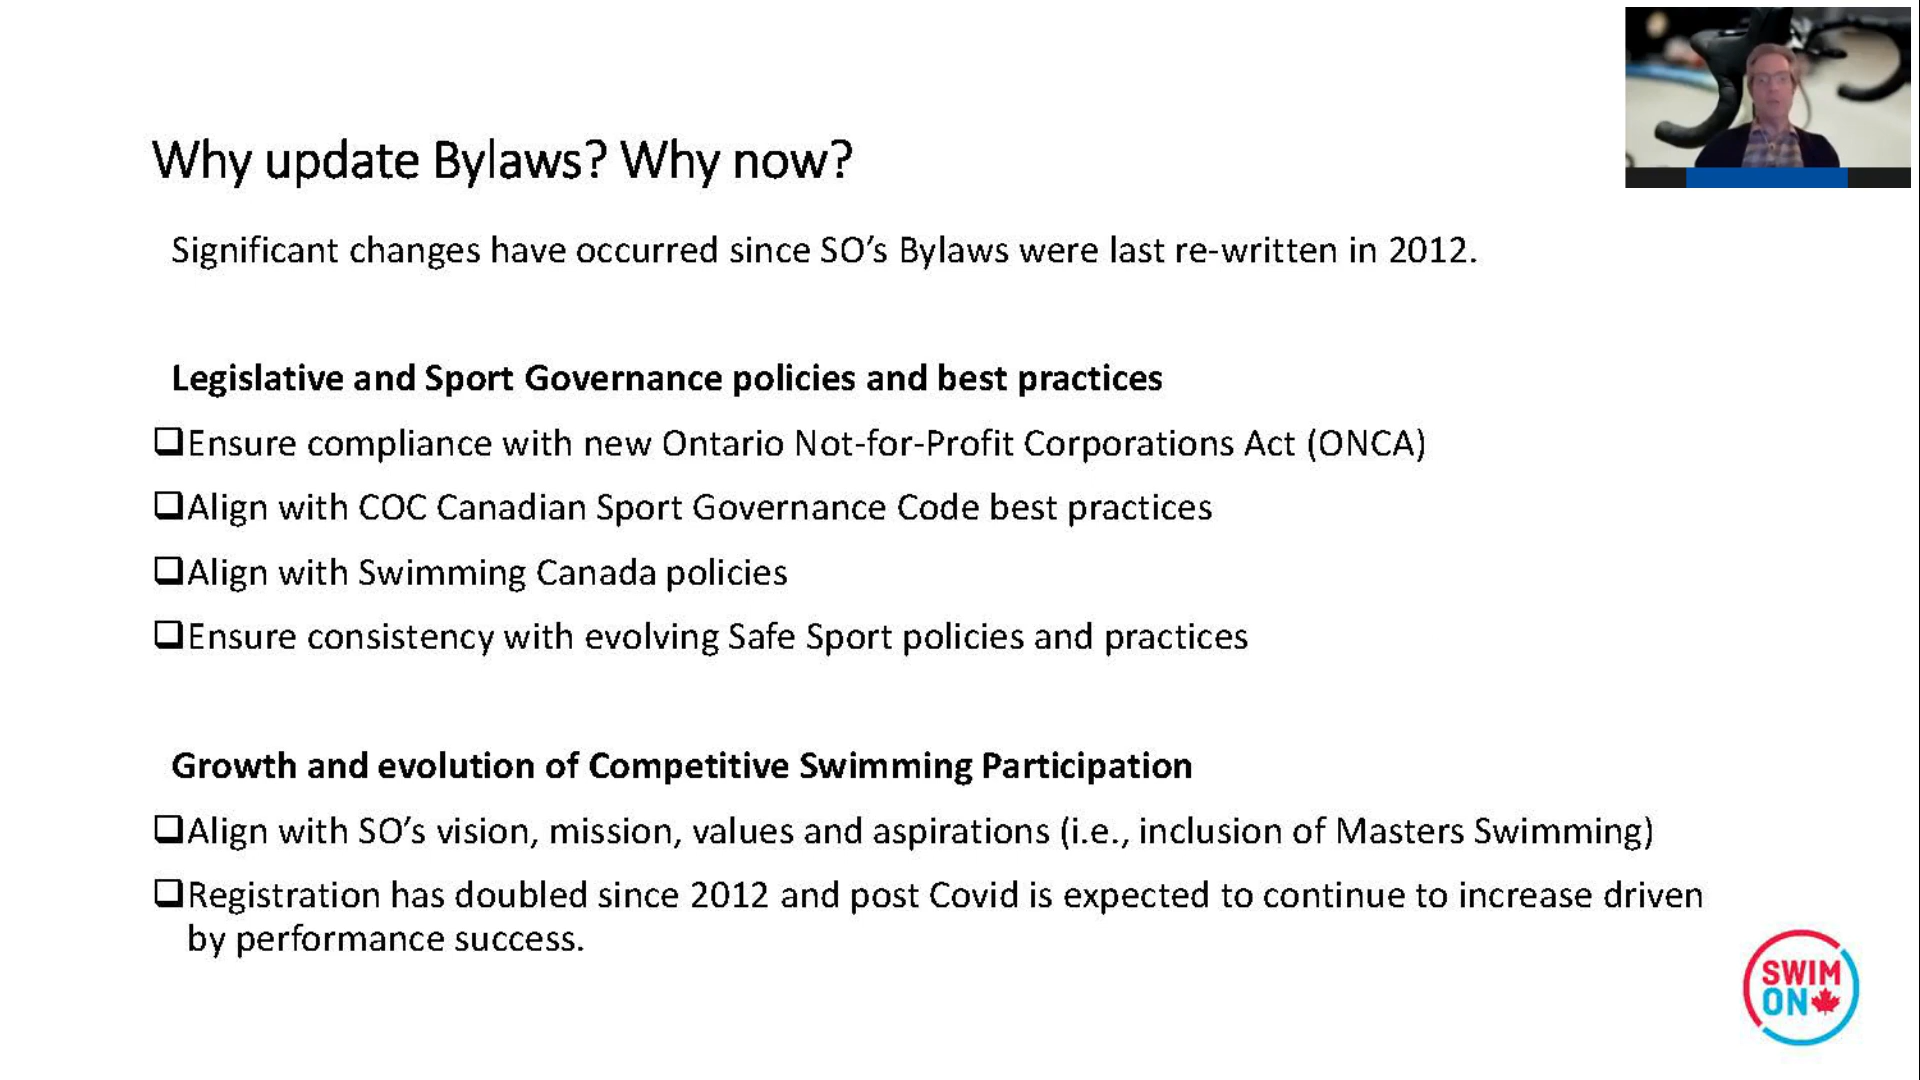 Why update Bylaws? Why now?
Significant changes have occurred since SO’s Bylaws were last re-written in 2012.
Legislative and Sport Governance policies and best practices
❑Ensure compliance with new Ontario Not-for-Profit Corporations Act (ONCA)
❑Align with COC Canadian Sport Governance Code best practices
❑Align with Swimming Canada policies
❑Ensure consistency with evolving Safe Sport policies and practices
Growth and evolution of Competitive Swimming Participation
❑Align with SO’s vision, mission, values and aspirations (i.e., inclusion of Masters Swimming)
❑Registration has doubled since 2012 and post Covid is expected to continue to increase driven
by performance success.
SWIM
ON